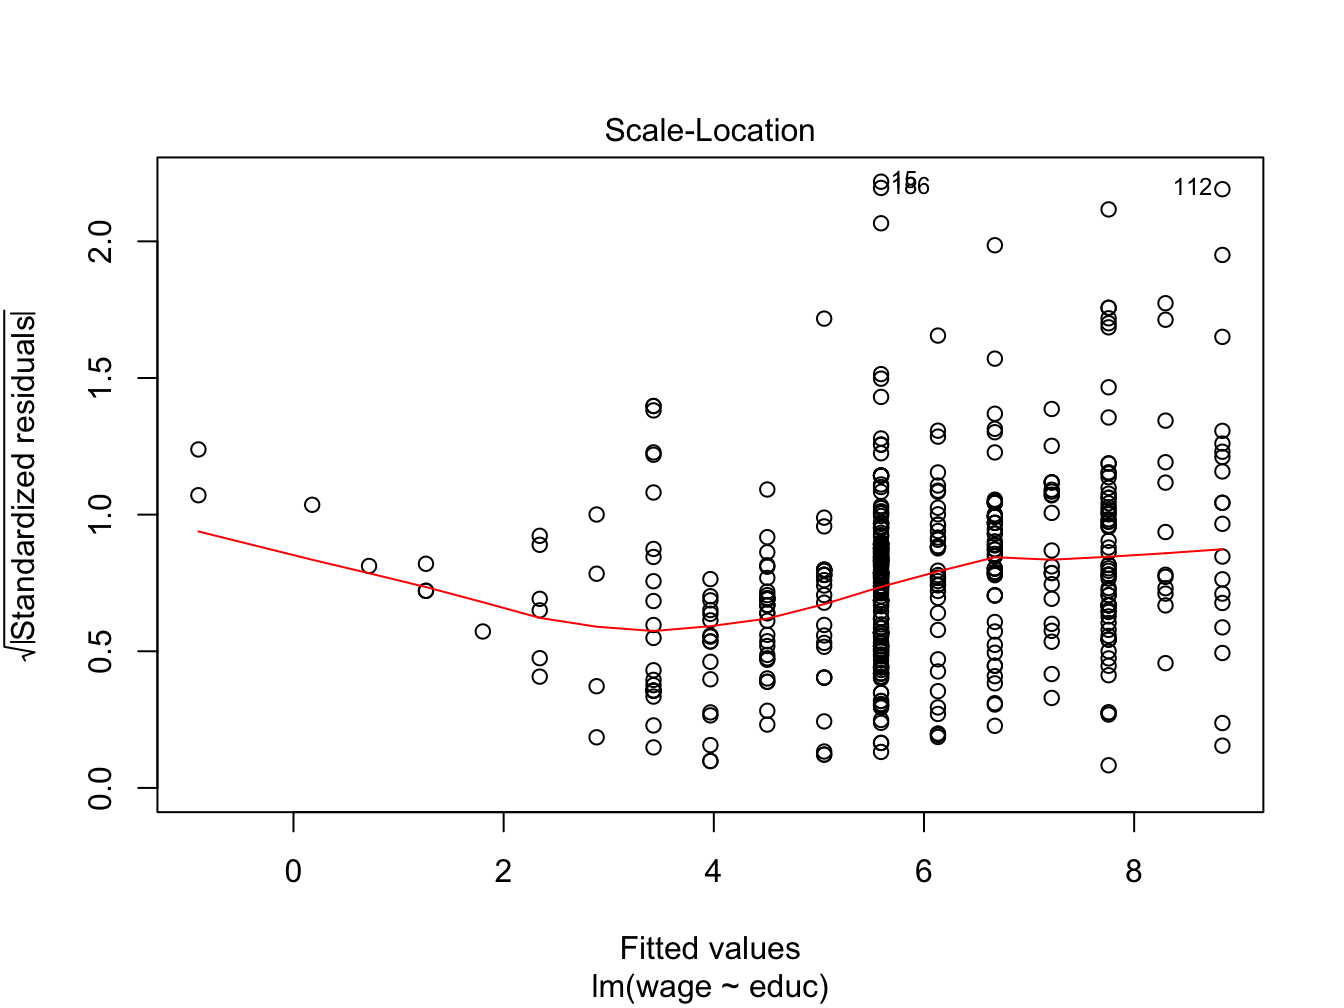 Scale-Location
√|Standardized residuals|
2.0
1.5
1.0
0.5
0.0
15
186
112
0 2 4 6 8
Fitted values
lm(wage ~ educ)